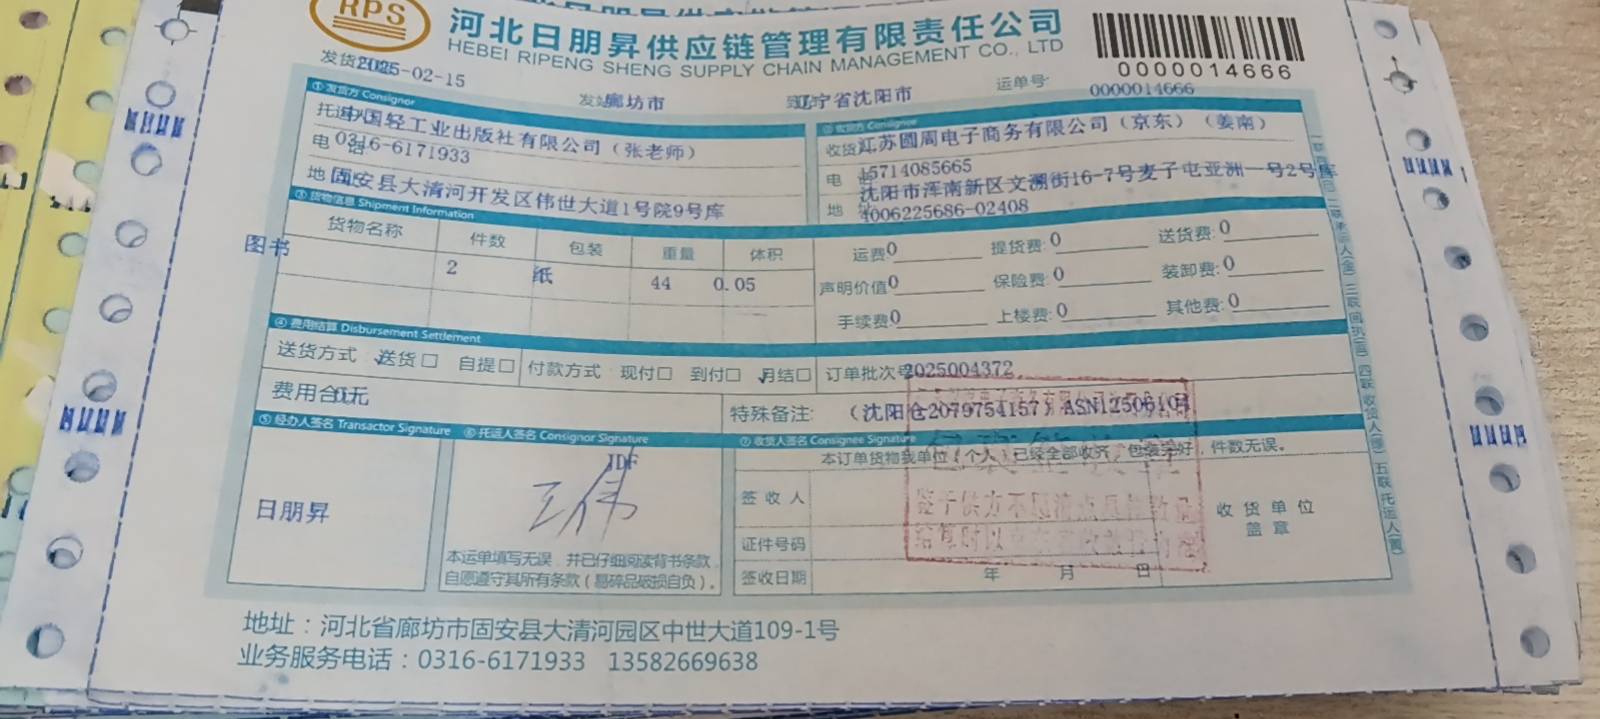 RPS
河北日朋昇供应链管理有限责任公司
HEBEI RIPENG SHENG SUPPLY CHAIN MANAGEMENT CO., LTD
0000014666
发货 2025-02-15
发站 廊坊市
辽宁省沈阳市
运单号 0000014666
①发货方 Consignor
托运 中国轻工业出版社有限公司（张老师）
电话 0316-6171933
地 固安县大清河开发区伟世大道1号院9号库
②收货方 Consignee
收货 江苏圆周电子商务有限公司（京东）（姜南）
电 15714085665
沈阳市浑南新区文溯街16-7号麦子屯亚洲一号2号库
地 4006225686-02408
③货物信息 Shipment Information
货物名称 件数 包装 重量 体积
图书 2 纸 44 0.05
运费 0 提货费: 0 送货费: 0
声明价值 0 保险费: 0 装卸费: 0
手续费 0 上楼费: 0 其他费: 0
④费用结算 Disbursement Settlement
送货方式 √送货□ 自提□ 付款方式 现付□ 到付□ √月结□ 订单批次号 2025004372
费用合 0元 特殊备注: （沈阳仓2079754157）ASN1250610
⑤经办人签名 Transactor Signature
日朋昇
⑥托运人签名 Consignor Signature
JDF
王伟
本运单填写无误，并已仔细阅读背书条款
自愿遵守其所有条款（易碎品破损自负）。
⑦收货人签名 Consignee Signature
本订单货物我单位（个人）已经全部收齐，包装完好，件数无误。
签收人
证件号码
签收日期 年 月 日
收货单位
盖章
鉴于供方不
地址：河北省廊坊市固安县大清河园区中世大道109-1号
业务服务电话：0316-6171933 13582669638